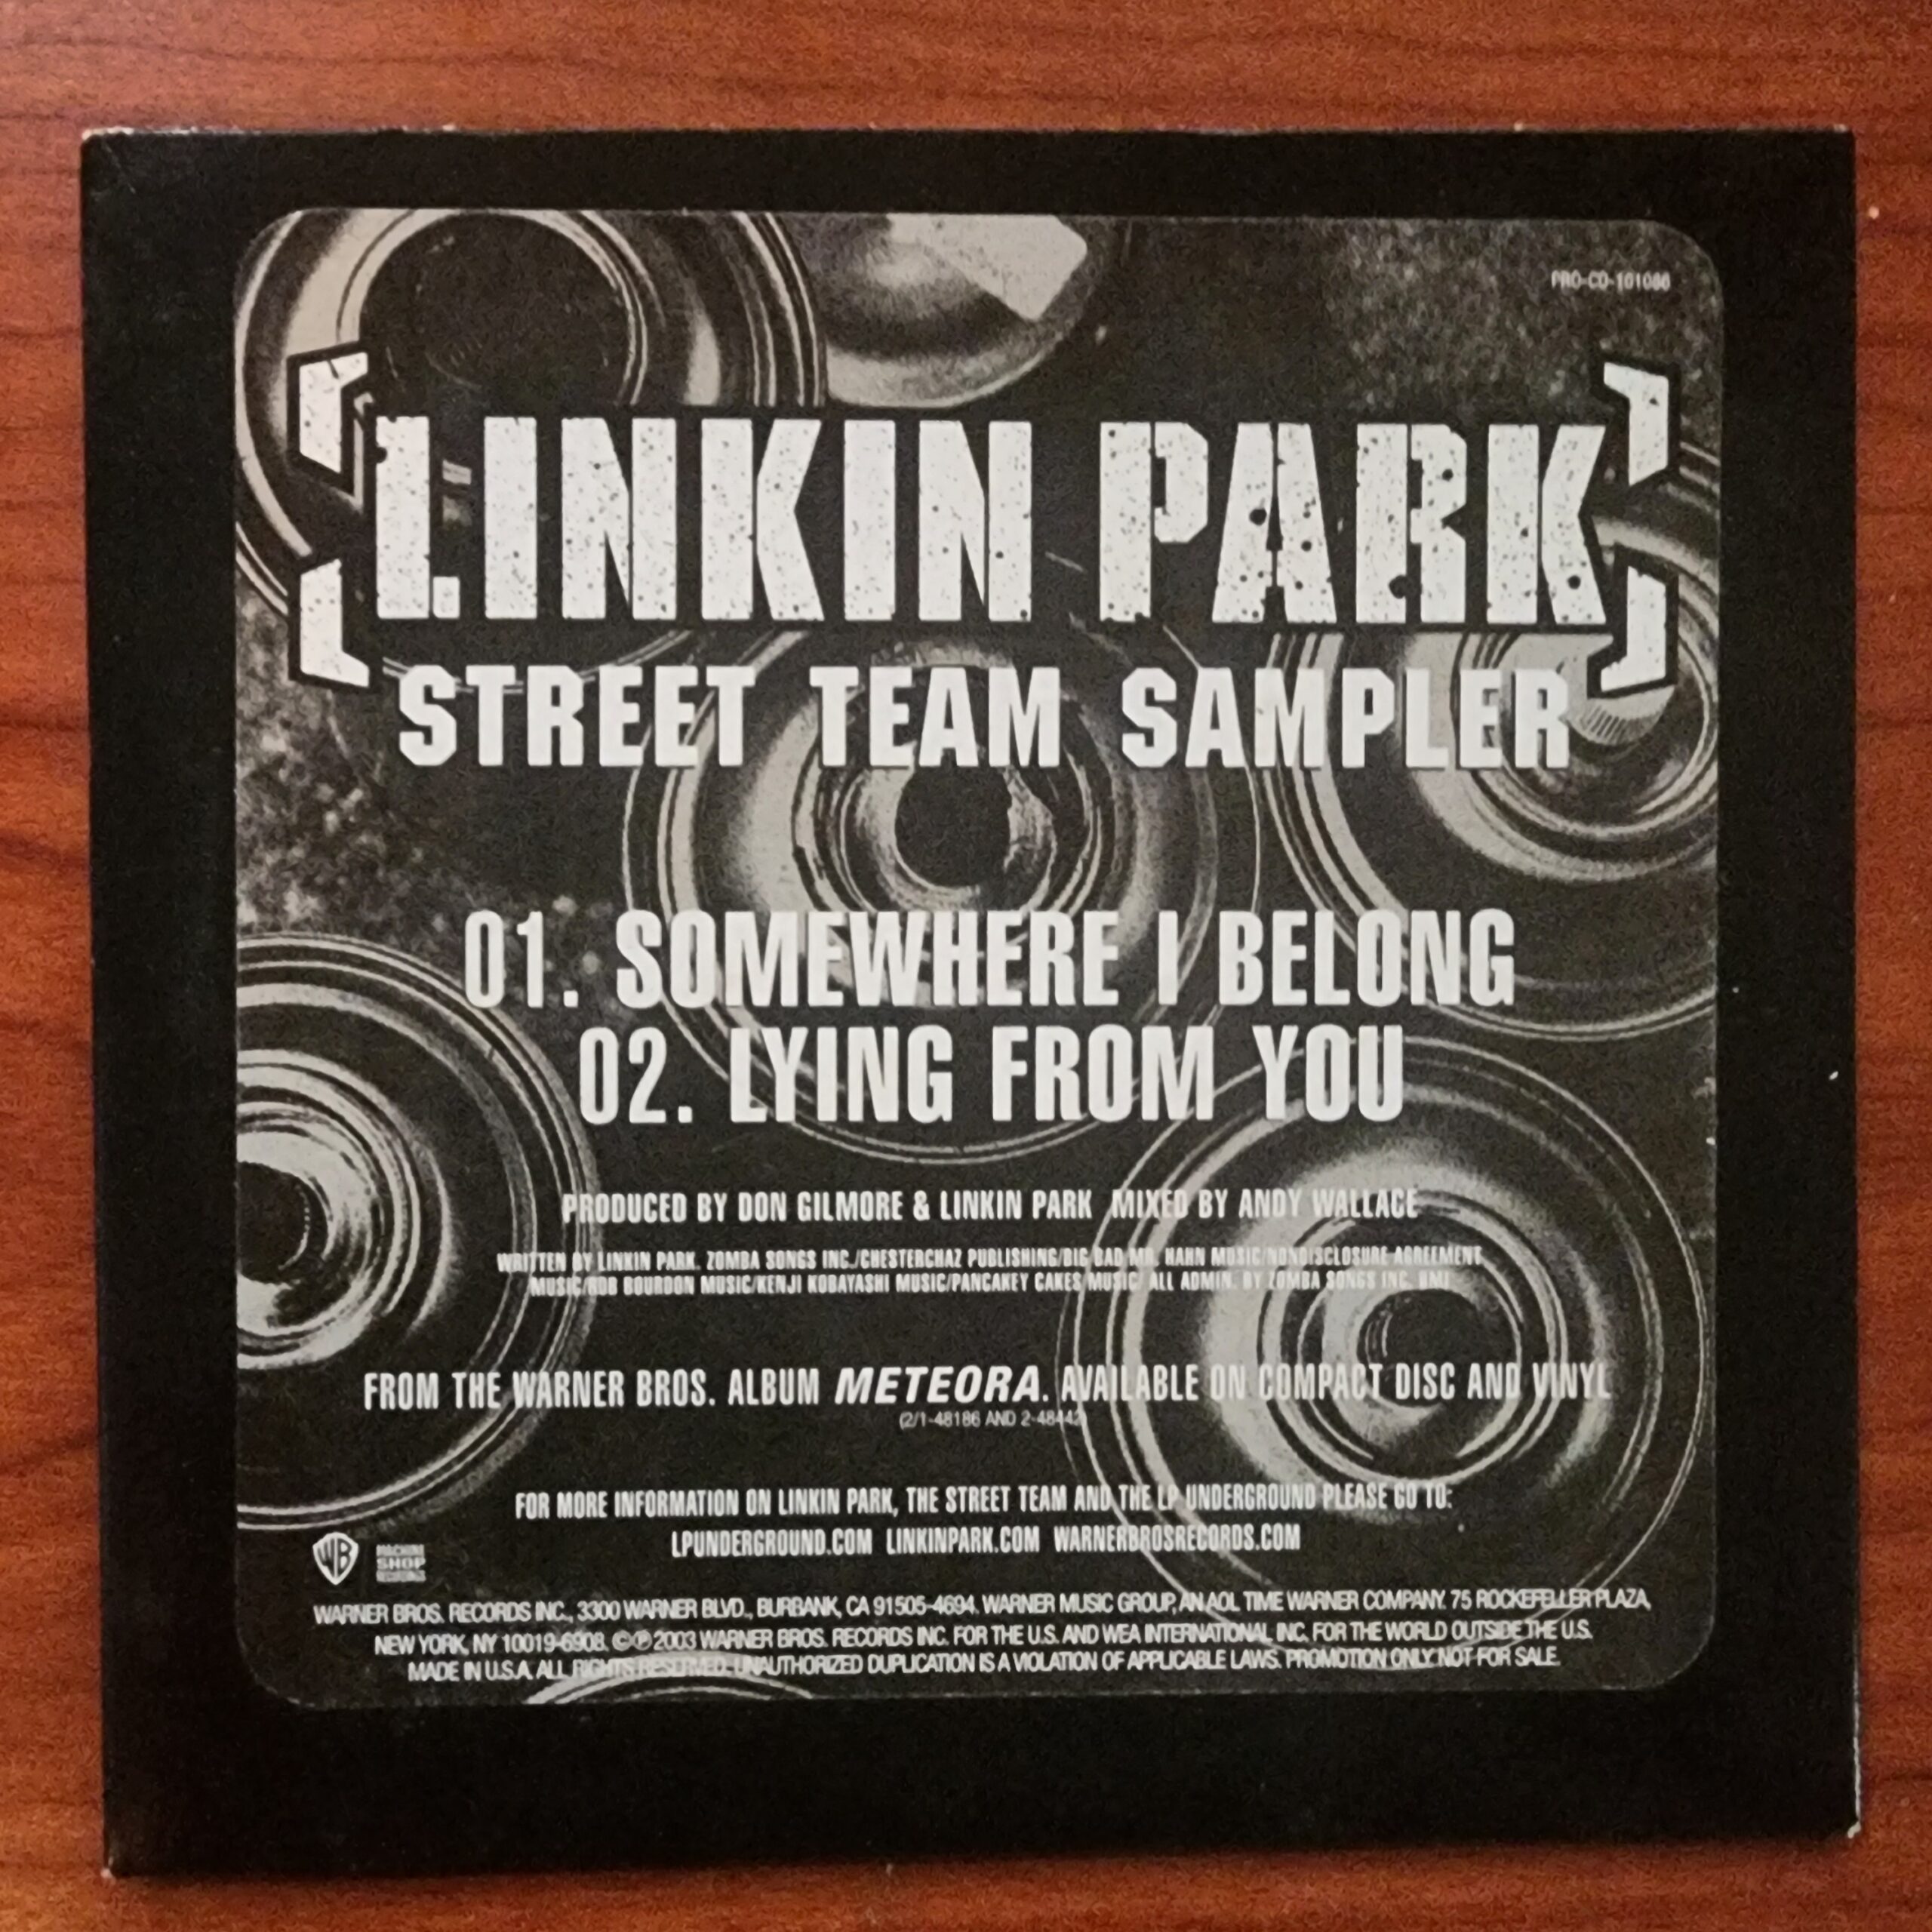 PRO-CD-101080
[LINKIN PARK]
STREET TEAM SAMPLER
01. SOMEWHERE I BELONG
02. LYING FROM YOU
PRODUCED BY DON GILMORE & LINKIN PARK MIXED BY ANDY WALLACE
WRITTEN BY LINKIN PARK. ZOMBA SONGS INC./CHESTERCHAZ PUBLISHING/BIG BAD MR. HAHN MUSIC/NONDISCLOSURE AGREEMENT
MUSIC/ROB BOURDON MUSIC/KENJI KOBAYASHI MUSIC/PANCAKEY CAKES MUSIC. ALL ADMIN. BY ZOMBA SONGS INC. BMI
FROM THE WARNER BROS. ALBUM METEORA. AVAILABLE ON COMPACT DISC AND VINYL
(2/1-48186 AND 2-48442)
FOR MORE INFORMATION ON LINKIN PARK, THE STREET TEAM AND THE LP UNDERGROUND PLEASE GO TO:
LPUNDERGROUND.COM LINKINPARK.COM WARNERBROSRECORDS.COM
WB
MACHINE
SHOP
RECORDINGS
WARNER BROS. RECORDS INC., 3300 WARNER BLVD., BURBANK, CA 91505-4694. WARNER MUSIC GROUP, AN AOL TIME WARNER COMPANY. 75 ROCKEFELLER PLAZA,
NEW YORK, NY 10019-6908. ©℗ 2003 WARNER BROS. RECORDS INC. FOR THE U.S. AND WEA INTERNATIONAL INC. FOR THE WORLD OUTSIDE THE U.S.
MADE IN U.S.A. ALL RIGHTS RESERVED. UNAUTHORIZED DUPLICATION IS A VIOLATION OF APPLICABLE LAWS. PROMOTION ONLY NOT FOR SALE.